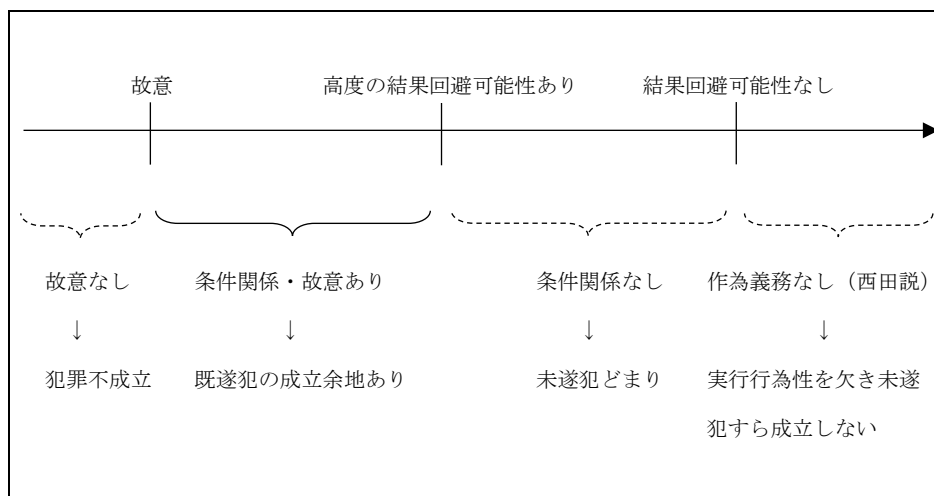 故意 高度の結果回避可能性あり 結果回避可能性なし
故意なし 条件関係・故意あり 条件関係なし 作為義務なし（西田説）
↓ ↓ ↓ ↓
犯罪不成立 既遂犯の成立余地あり 未遂犯どまり 実行行為性を欠き未遂
犯すら成立しない